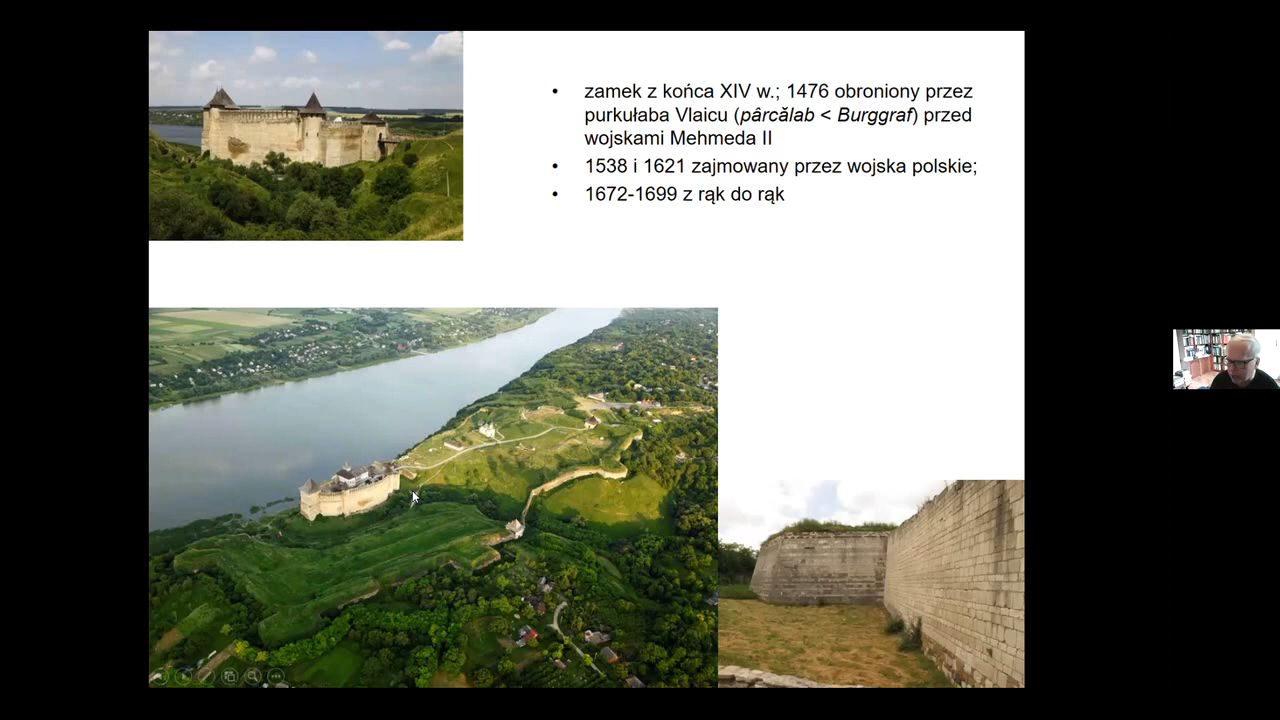 • zamek z końca XIV w.; 1476 obroniony przez
purkułaba Vlaicu (pârcălab < Burggraf) przed
wojskami Mehmeda II
• 1538 i 1621 zajmowany przez wojska polskie;
• 1672-1699 z rąk do rąk